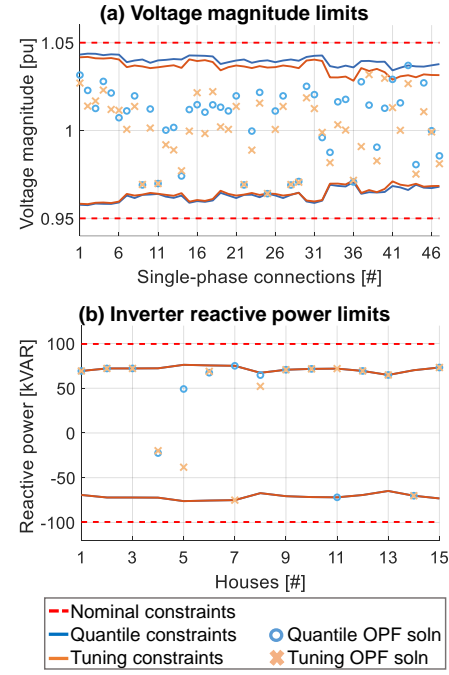 (a) Voltage magnitude limits
Voltage magnitude [pu]
1.05
1
0.95
1 6 11 16 21 26 31 36 41 46
Single-phase connections [#]
(b) Inverter reactive power limits
Reactive power [kVAR]
100
50
0
-50
-100
1 3 5 7 9 11 13 15
Houses [#]
Nominal constraints
Quantile constraints Quantile OPF soln
Tuning constraints Tuning OPF soln